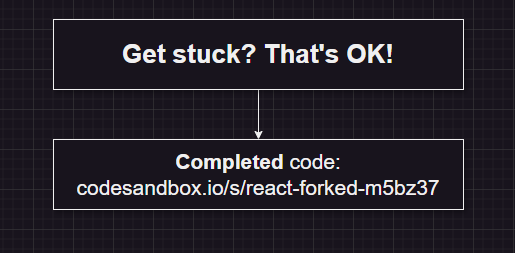 Get stuck? That's OK!
Completed code:
codesandbox.io/s/react-forked-m5bz37